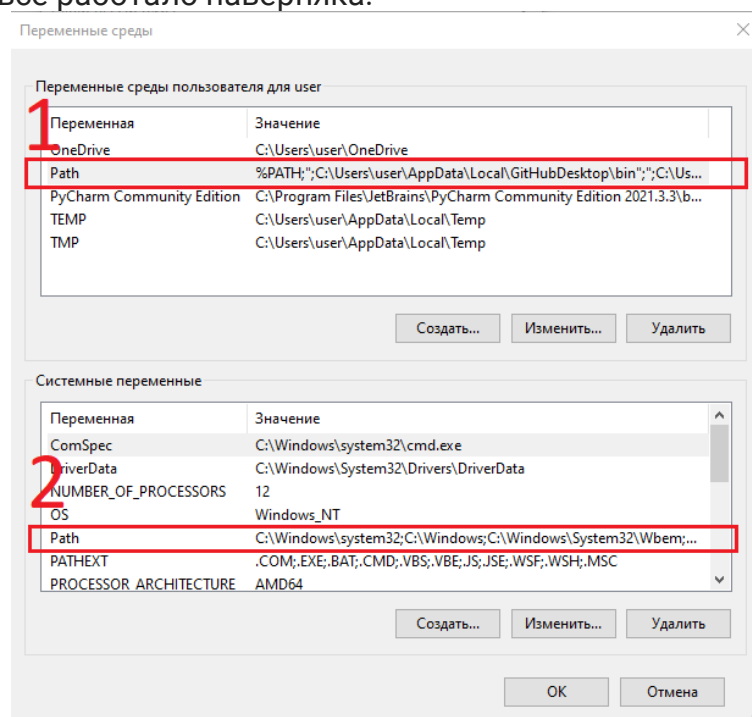 все работало наверняка.
Переменные среды
Переменные среды пользователя для user
1
Переменная Значение
OneDrive C:\Users\user\OneDrive
Path %PATH;";C:\Users\user\AppData\Local\GitHubDesktop\bin";";C:\Us...
PyCharm Community Edition C:\Program Files\JetBrains\PyCharm Community Edition 2021.3.3\b...
TEMP C:\Users\user\AppData\Local\Temp
TMP C:\Users\user\AppData\Local\Temp
Создать... Изменить... Удалить
Системные переменные
Переменная Значение
ComSpec C:\Windows\system32\cmd.exe
2
DriverData C:\Windows\System32\Drivers\DriverData
NUMBER_OF_PROCESSORS 12
OS Windows_NT
Path C:\Windows\system32;C:\Windows;C:\Windows\System32\Wbem;...
PATHEXT .COM;.EXE;.BAT;.CMD;.VBS;.VBE;.JS;.JSE;.WSF;.WSH;.MSC
PROCESSOR_ARCHITECTURE AMD64
Создать... Изменить... Удалить
ОК Отмена